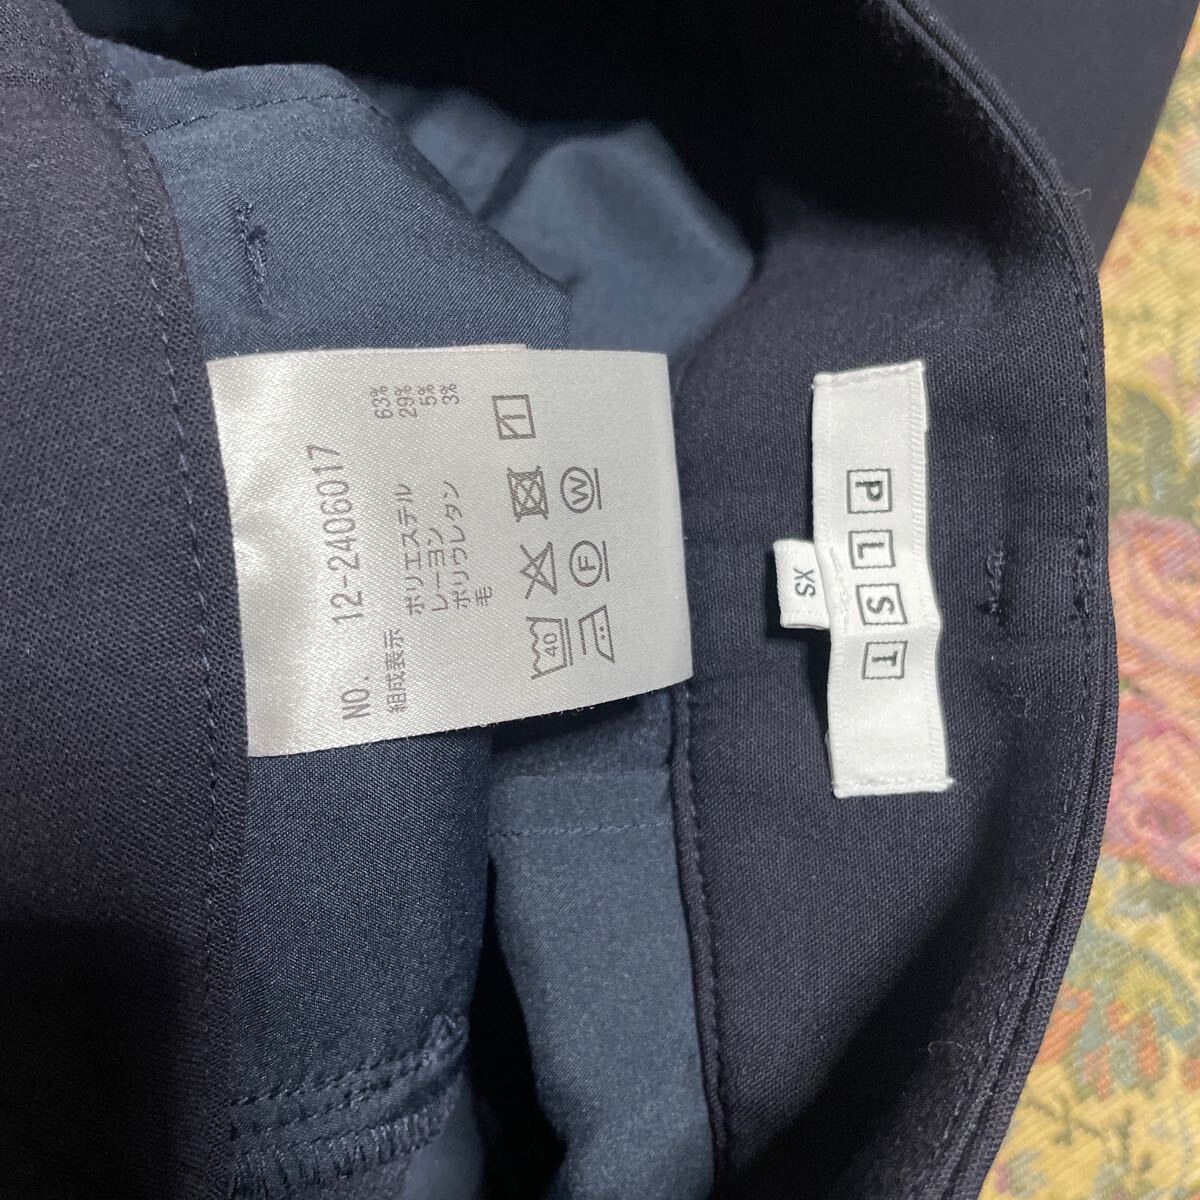 NO. 12-2406017
組成表示
ポリエステル 63%
レーヨン 29%
ポリウレタン 5%
毛 3%
40
F
W
PLST
XS